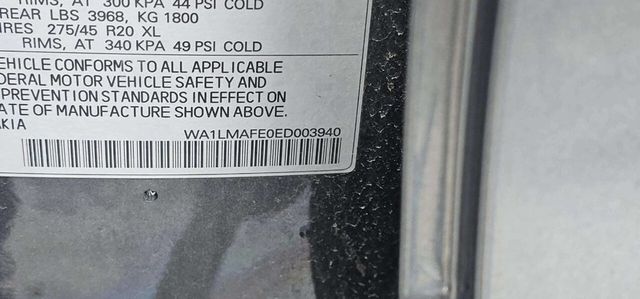 RIMS, AT 300 KPA 44 PSI COLD
REAR LBS 3968, KG 1800
IRES 275/45 R20 XL
RIMS, AT 340 KPA 49 PSI COLD
VEHICLE CONFORMS TO ALL APPLICABLE
DERAL MOTOR VEHICLE SAFETY AND
PREVENTION STANDARDS IN EFFECT ON
ATE OF MANUFACTURE SHOWN ABOVE.
AKIA
WA1LMAFE0ED003940